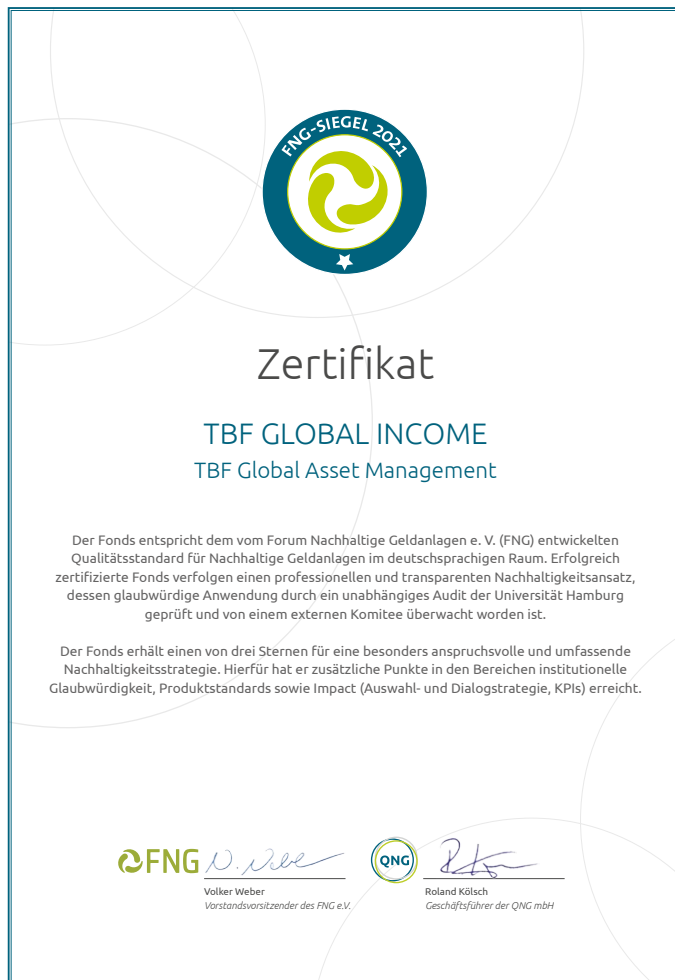 FNG-SIEGEL 2021
Zertifikat
TBF GLOBAL INCOME
TBF Global Asset Management
Der Fonds entspricht dem vom Forum Nachhaltige Geldanlagen e. V. (FNG) entwickelten
Qualitätsstandard für Nachhaltige Geldanlagen im deutschsprachigen Raum. Erfolgreich
zertifizierte Fonds verfolgen einen professionellen und transparenten Nachhaltigkeitsansatz,
dessen glaubwürdige Anwendung durch ein unabhängiges Audit der Universität Hamburg
geprüft und von einem externen Komitee überwacht worden ist.
Der Fonds erhält einen von drei Sternen für eine besonders anspruchsvolle und umfassende
Nachhaltigkeitsstrategie. Hierfür hat er zusätzliche Punkte in den Bereichen institutionelle
Glaubwürdigkeit, Produktstandards sowie Impact (Auswahl- und Dialogstrategie, KPIs) erreicht.
FNG
QNG
Volker Weber
Vorstandsvorsitzender des FNG e.V.
Roland Kölsch
Geschäftsführer der QNG mbH